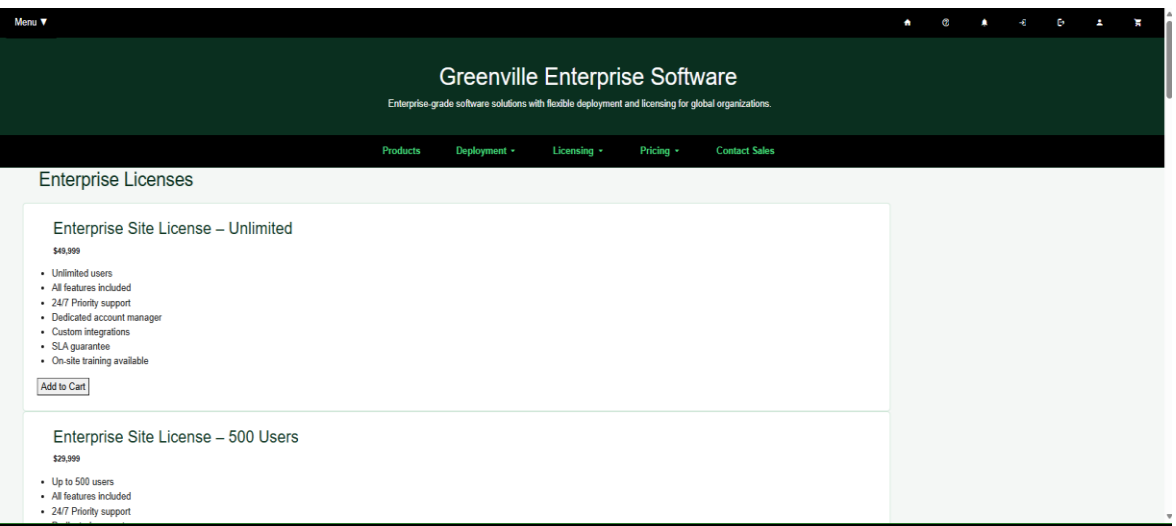 Menu ▼
Greenville Enterprise Software
Enterprise-grade software solutions with flexible deployment and licensing for global organizations.
Products Deployment Licensing Pricing Contact Sales
Enterprise Licenses
Enterprise Site License – Unlimited
$49,999
• Unlimited users
• All features included
• 24/7 Priority support
• Dedicated account manager
• Custom integrations
• SLA guarantee
• On-site training available
Add to Cart
Enterprise Site License – 500 Users
$29,999
• Up to 500 users
• All features included
• 24/7 Priority support